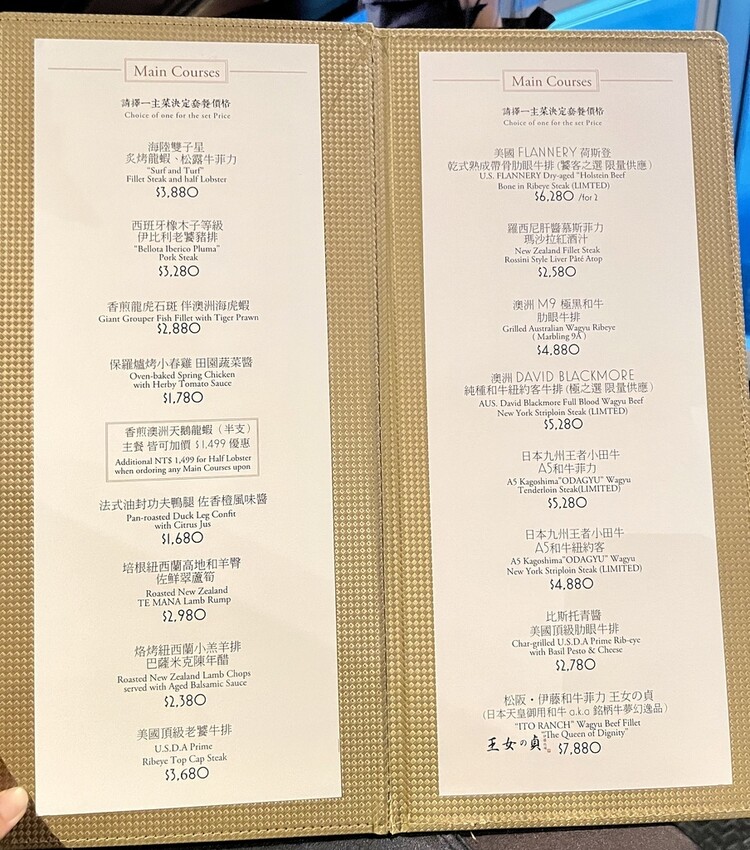 Main Courses
請擇一主菜決定套餐價格
Choice of one for the set Price
海陸雙子星
炙烤龍蝦、松露牛菲力
"Surf and Turf"
Fillet Steak and half Lobster
$3,880
西班牙橡木子等級
伊比利老饕豬排
"Bellota Iberico Pluma"
Pork Steak
$3,280
香煎龍虎石斑 伴澳洲海虎蝦
Giant Grouper Fish Fillet with Tiger Prawn
$2,880
保羅爐烤小春雞 田園蔬菜醬
Oven-baked Spring Chicken
with Herby Tomato Sauce
$1,780
香煎澳洲天鵝龍蝦（半支）
主餐 皆可加價 $1,499 優惠
Additional NT$ 1,499 for Half Lobster
when ordoring any Main Courses upon
法式油封功夫鴨腿 佐香橙風味醬
Pan-roasted Duck Leg Confit
with Citrus Jus
$1,680
培根紐西蘭高地和羊臀
佐鮮翠蘆筍
Roasted New Zealand
TE MANA Lamb Rump
$2,980
烙烤紐西蘭小羔羊排
巴薩米克陳年醋
Roasted New Zealand Lamb Chops
served with Aged Balsamic Sauce
$2,380
美國頂級老饕牛排
U.S.D.A Prime
Ribeye Top Cap Steak
$3,680
Main Courses
請擇一主菜決定套餐價格
Choice of one for the set Price
美國 FLANNERY 荷斯登
乾式熟成帶骨肋眼牛排（饕客之選 限量供應）
U.S. FLANNERY Dry-aged "Holstein Beef
Bone in Ribeye Steak (LIMTED)
$6,280 /for 2
羅西尼肝醬慕斯菲力
瑪沙拉紅酒汁
New Zealand Fillet Steak
Rossini Style Liver Pâté Atop
$2,580
澳洲 M9 極黑和牛
肋眼牛排
Grilled Australian Wagyu Ribeye
( Marbling 9A )
$4,880
澳洲 DAVID BLACKMORE
純種和牛紐約客牛排（極之選 限量供應）
AUS. David Blackmore Full Blood Wagyu Beef
New York Striploin Steak (LIMITED)
$5,280
日本九州王者小田牛
A5和牛菲力
A5 Kagoshima"ODAGYU" Wagyu
Tenderloin Steak(LIMITED)
$5,280
日本九州王者小田牛
A5和牛紐約客
A5 Kagoshima"ODAGYU" Wagyu
New York Striploin Steak (LIMITED)
$4,880
比斯托青醬
美國頂級肋眼牛排
Char-grilled U.S.D.A Prime Rib-eye
with Basil Pesto & Cheese
$2,780
松阪・伊藤和牛菲力 王女の貞
（日本天皇御用和牛 a.k.a 銘柄牛夢幻逸品）
"ITO RANCH" Wagyu Beef Fillet
"The Queen of Dignity"
王女の貞 $7,880